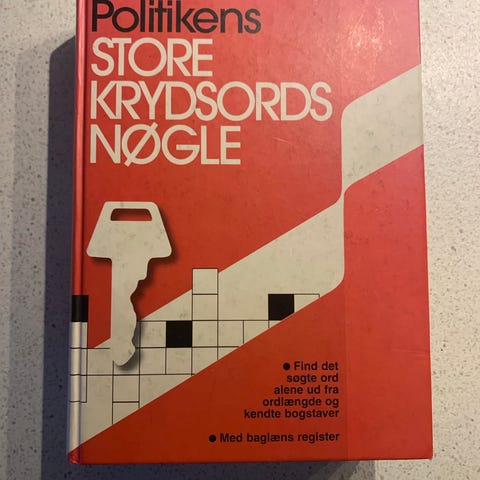 Politikens
STORE
KRYDSORDS
NØGLE
● Find det
søgte ord
alene ud fra
ordlængde og
kendte bogstaver
● Med baglæns register